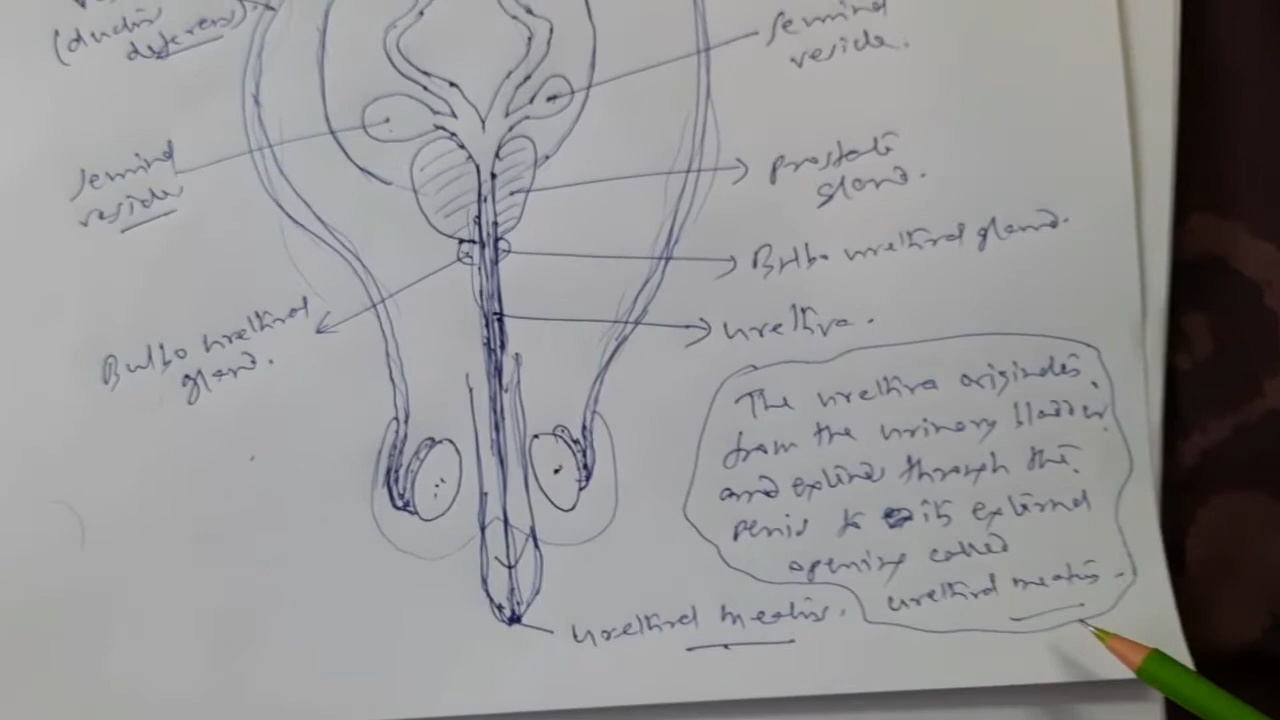 (ductus
deferens)
Seminal
vesicle.
Seminal
vesicle
Prostate
gland.
Bulbo urethral gland.
Bulbo urethral
gland.
urethra.
The urethra originates
from the urinary bladder
and extend through the
penis to its external
opening called
urethral meatus.
urethral meatus.